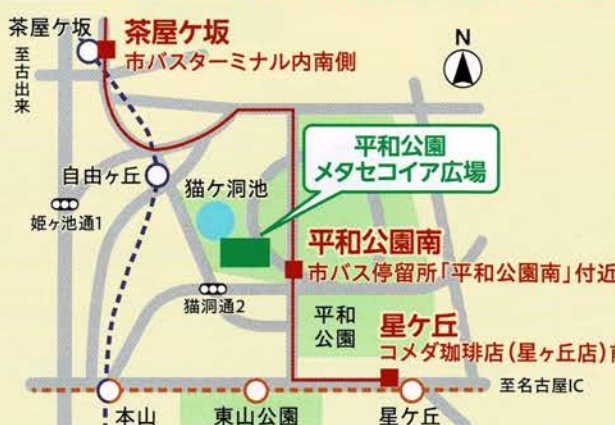 茶屋ケ坂
茶屋ケ坂
市バスターミナル内南側
至古出来
N
平和公園
メタセコイア広場
自由ヶ丘
猫ケ洞池
姫ヶ池通1
平和公園南
市バス停留所「平和公園南」付近
猫洞通2
平和
公園
星ケ丘
コメダ珈琲店(星ヶ丘店)前
至名古屋IC
本山
東山公園
星ケ丘